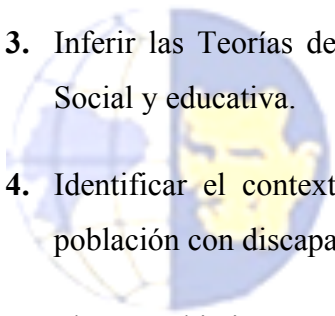 3. Inferir las Teorías de
Social y educativa.
4. Identificar el context
población con discapa